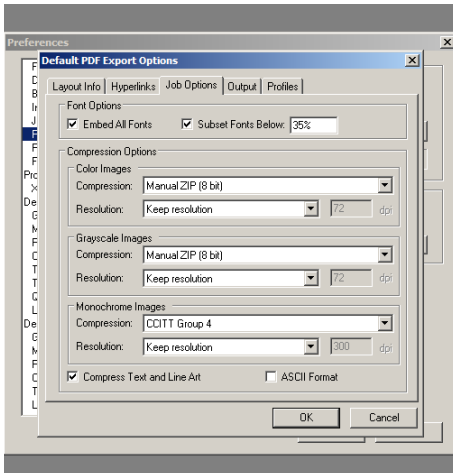 Preferences
Default PDF Export Options
Layout Info Hyperlinks Job Options Output Profiles
Font Options
Embed All Fonts Subset Fonts Below: 35%
Compression Options
Color Images
Compression: Manual ZIP (8 bit)
Resolution: Keep resolution 72 dpi
Grayscale Images
Compression: Manual ZIP (8 bit)
Resolution: Keep resolution 72 dpi
Monochrome Images
Compression: CCITT Group 4
Resolution: Keep resolution 300 dpi
Compress Text and Line Art ASCII Format
OK Cancel